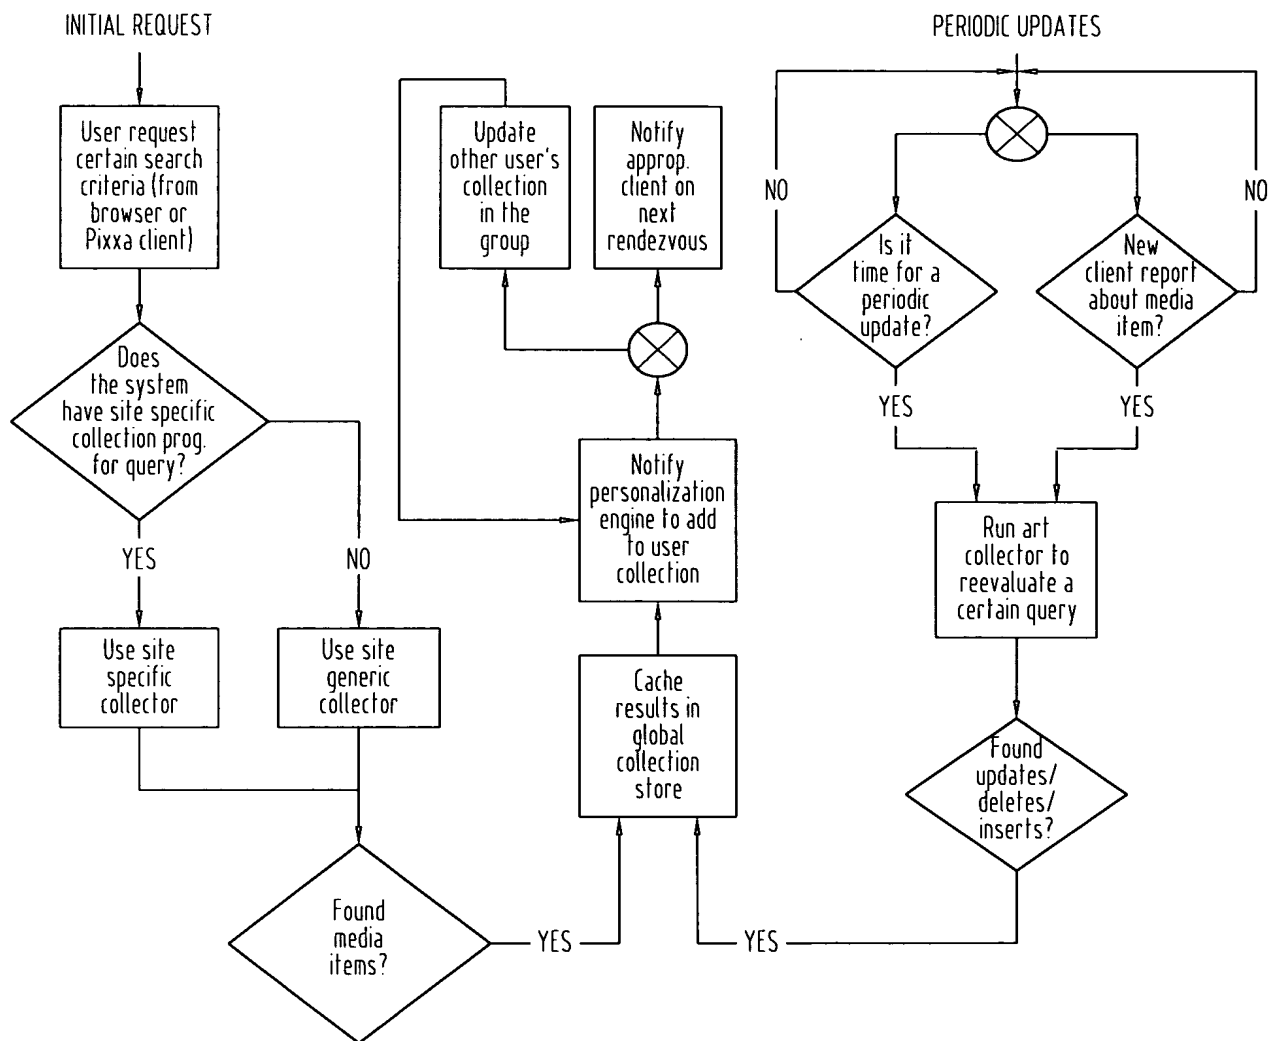 INITIAL REQUEST
User request
certain search
criteria (from
browser or
Pixxa client)
Does
the system
have site specific
collection prog.
for query?
YES
NO
Use site
specific
collector
Use site
generic
collector
Found
media
items?
YES
Update
other user's
collection
in the
group
Notify
approp.
client on
next
rendezvous
Notify
personalization
engine to add
to user
collection
Cache
results in
global
collection
store
PERIODIC UPDATES
NO
NO
Is it
time for a
periodic
update?
New
client report
about media
item?
YES
YES
Run art
collector to
reevaluate a
certain query
Found
updates/
deletes/
inserts?
YES